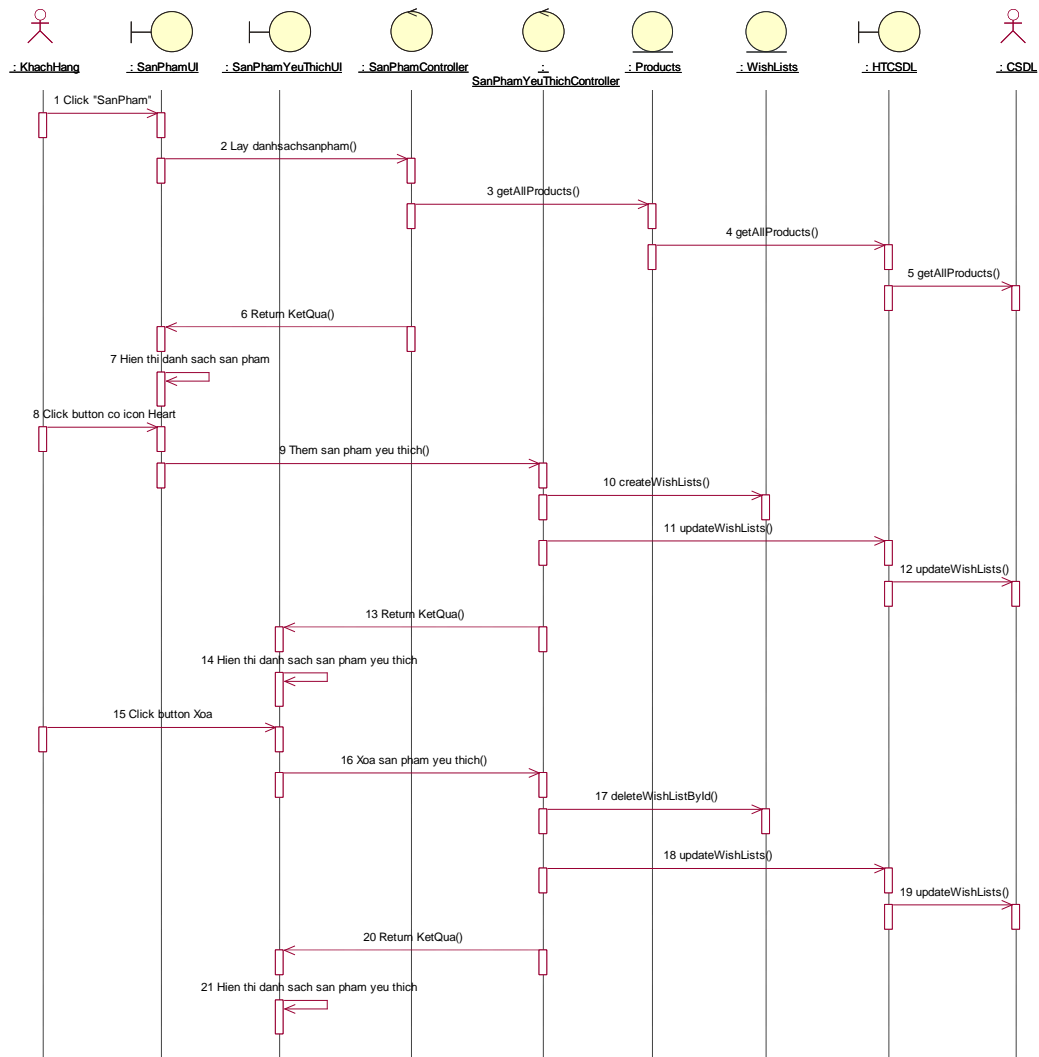 : KhachHang
: SanPhamUI
: SanPhamYeuThichUI
: SanPhamController
:
SanPhamYeuThichController
: Products
: WishLists
: HTCSDL
: CSDL
1 Click "SanPham"
2 Lay danhsachsanpham()
3 getAllProducts()
4 getAllProducts()
5 getAllProducts()
6 Return KetQua()
7 Hien thi danh sach san pham
8 Click button co icon Heart
9 Them san pham yeu thich()
10 createWishLists()
11 updateWishLists()
12 updateWishLists()
13 Return KetQua()
14 Hien thi danh sach san pham yeu thich
15 Click button Xoa
16 Xoa san pham yeu thich()
17 deleteWishListById()
18 updateWishLists()
19 updateWishLists()
20 Return KetQua()
21 Hien thi danh sach san pham yeu thich